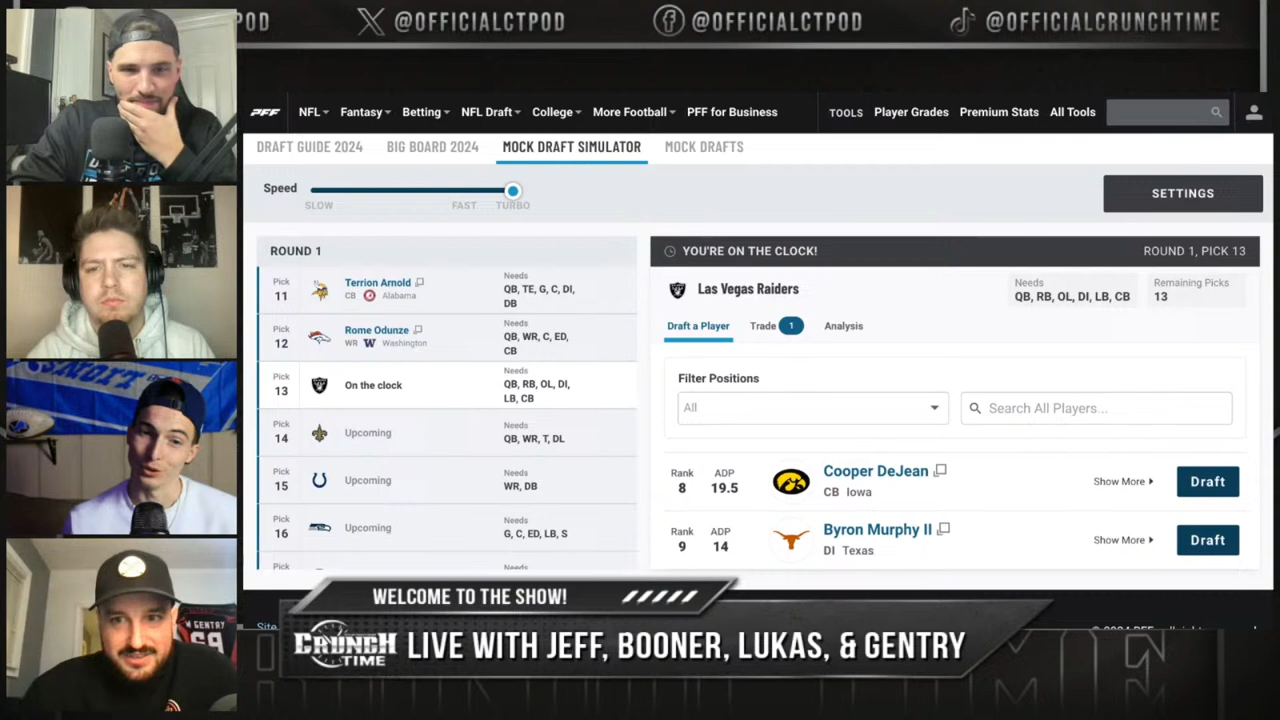 POD
@OFFICIALCTPOD
@OFFICIALCTPOD
@OFFICIALCRUNCHTIME
PFF
NFL
Fantasy
Betting
NFL Draft
College
More Football
PFF for Business
TOOLS
Player Grades
Premium Stats
All Tools
DRAFT GUIDE 2024
BIG BOARD 2024
MOCK DRAFT SIMULATOR
MOCK DRAFTS
Speed
SLOW
FAST
TURBO
SETTINGS
ROUND 1
Pick
11
Terrion Arnold
CB Alabama
Needs
QB, TE, G, C, DI,
DB
Pick
12
Rome Odunze
WR W Washington
Needs
QB, WR, C, ED,
CB
Pick
13
On the clock
Needs
QB, RB, OL, DI,
LB, CB
Pick
14
Upcoming
Needs
QB, WR, T, DL
Pick
15
Upcoming
Needs
WR, DB
Pick
16
Upcoming
Needs
G, C, ED, LB, S
Needs
YOU'RE ON THE CLOCK!
ROUND 1, PICK 13
Las Vegas Raiders
Needs
QB, RB, OL, DI, LB, CB
Remaining Picks
13
Draft a Player
Trade 1
Analysis
Filter Positions
All
Search All Players...
Rank
8
ADP
19.5
Cooper DeJean
CB Iowa
Show More
Draft
Rank
9
ADP
14
Byron Murphy II
DI Texas
Show More
Draft
WELCOME TO THE SHOW!
CRUNCH
TIME
LIVE WITH JEFF, BOONER, LUKAS, & GENTRY
Site
GENTRY